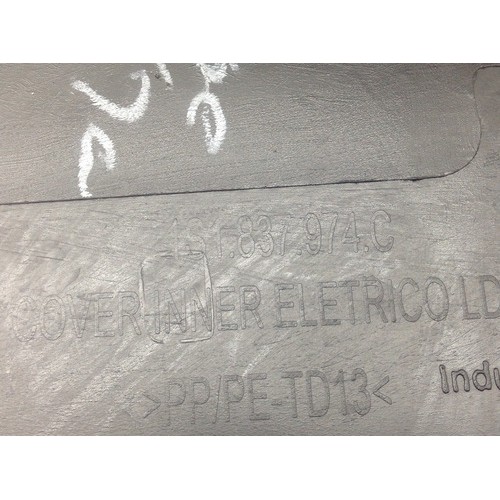 1S1.837.974.C
COVER INNER ELETRICO LD
>PP/PE-TD13<
indu